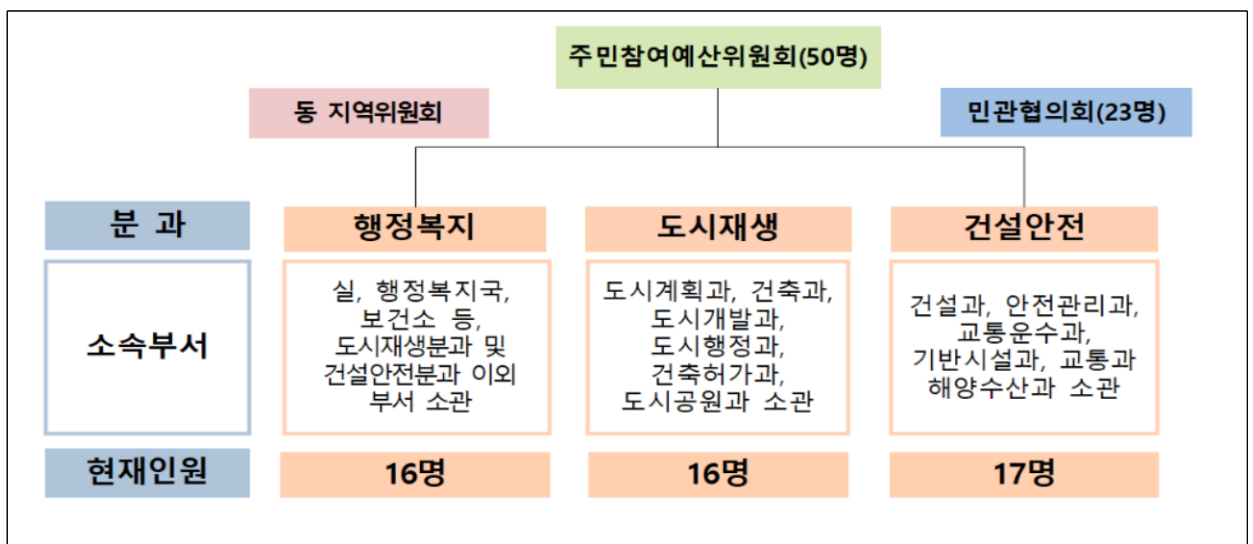 주민참여예산위원회(50명)
동 지역위원회
민관협의회(23명)
분 과
행정복지
도시재생
건설안전
소속부서
실, 행정복지국,
보건소 등,
도시재생분과 및
건설안전분과 이외
부서 소관
도시계획과, 건축과,
도시개발과,
도시행정과,
건축허가과,
도시공원과 소관
건설과, 안전관리과,
교통운수과,
기반시설과, 교통과
해양수산과 소관
현재인원
16명
16명
17명